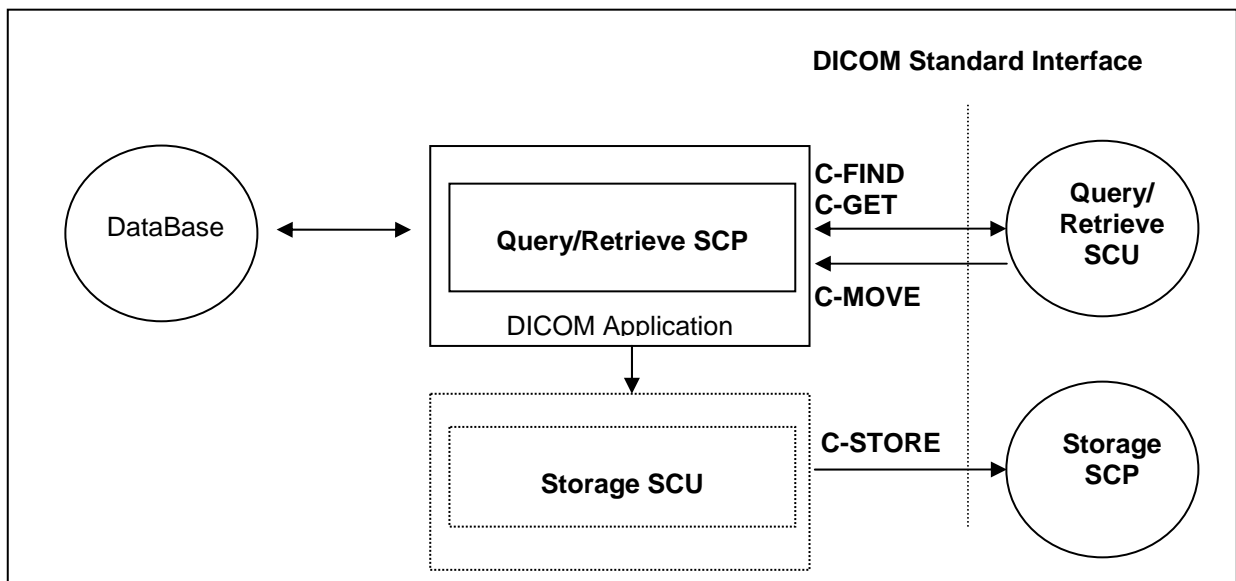 DICOM Standard Interface
DataBase
Query/Retrieve SCP
DICOM Application
C-FIND
C-GET
C-MOVE
Query/
Retrieve
SCU
Storage SCU
C-STORE
Storage
SCP